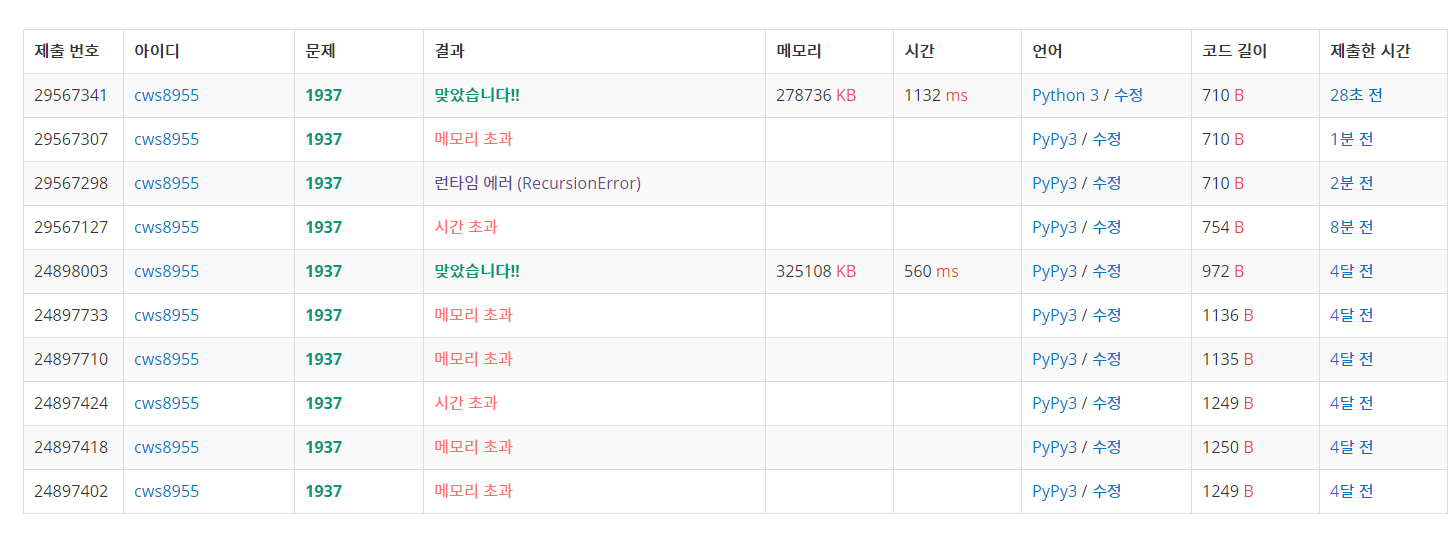 제출 번호 아이디 문제 결과 메모리 시간 언어 코드 길이 제출한 시간
29567341 cws8955 1937 맞았습니다!! 278736 KB 1132 ms Python 3 / 수정 710 B 28초 전
29567307 cws8955 1937 메모리 초과 PyPy3 / 수정 710 B 1분 전
29567298 cws8955 1937 런타임 에러 (RecursionError) PyPy3 / 수정 710 B 2분 전
29567127 cws8955 1937 시간 초과 PyPy3 / 수정 754 B 8분 전
24898003 cws8955 1937 맞았습니다!! 325108 KB 560 ms PyPy3 / 수정 972 B 4달 전
24897733 cws8955 1937 메모리 초과 PyPy3 / 수정 1136 B 4달 전
24897710 cws8955 1937 메모리 초과 PyPy3 / 수정 1135 B 4달 전
24897424 cws8955 1937 시간 초과 PyPy3 / 수정 1249 B 4달 전
24897418 cws8955 1937 메모리 초과 PyPy3 / 수정 1250 B 4달 전
24897402 cws8955 1937 메모리 초과 PyPy3 / 수정 1249 B 4달 전